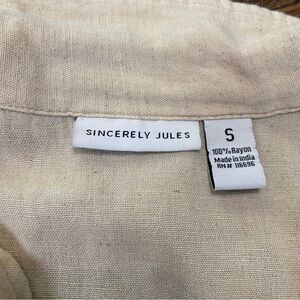 SINCERELY JULES
S
100% Rayon
Made in India
RN# 116696